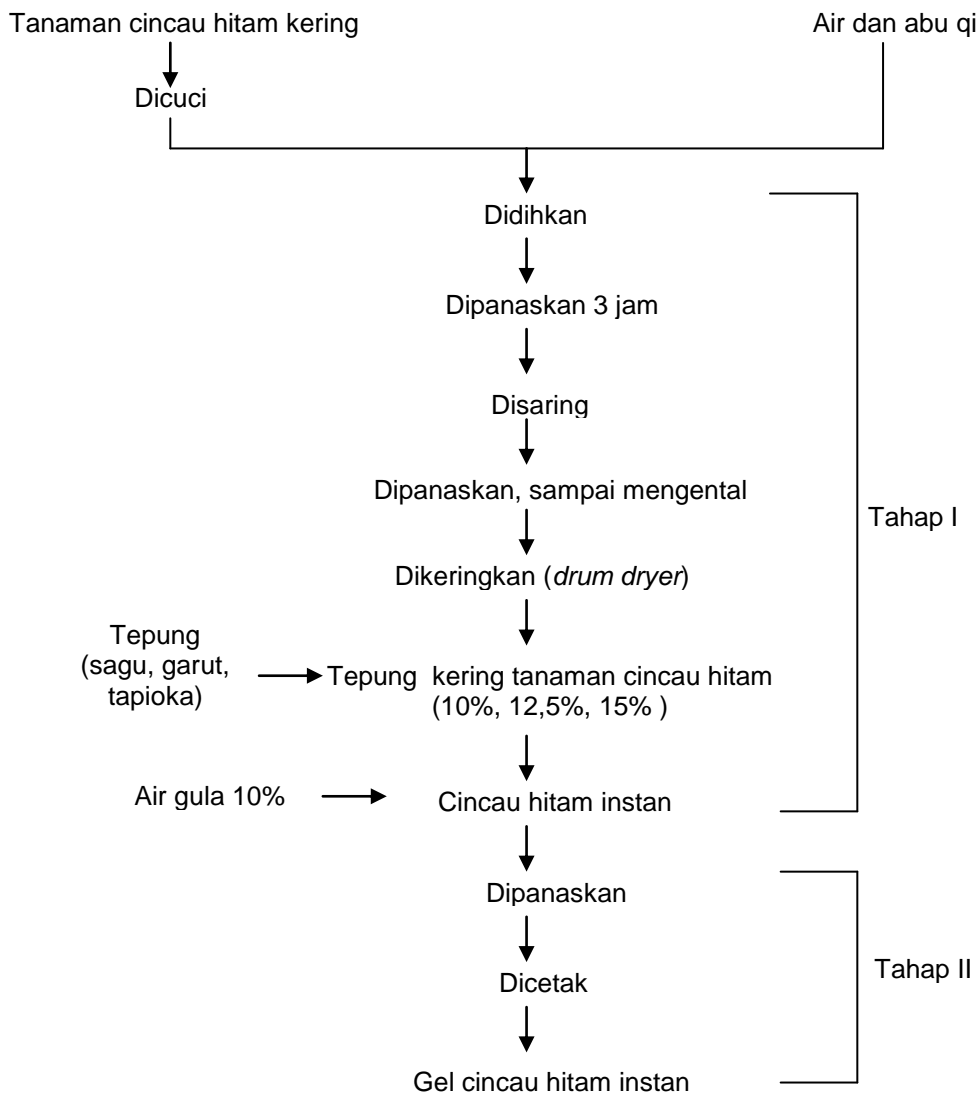 Tanaman cincau hitam kering
Air dan abu qi
Dicuci
Didihkan
Dipanaskan 3 jam
Disaring
Dipanaskan, sampai mengental
Tahap I
Dikeringkan (drum dryer)
Tepung
(sagu, garut,
tapioka)
Tepung kering tanaman cincau hitam
(10%, 12,5%, 15% )
Air gula 10%
Cincau hitam instan
Dipanaskan
Dicetak
Tahap II
Gel cincau hitam instan